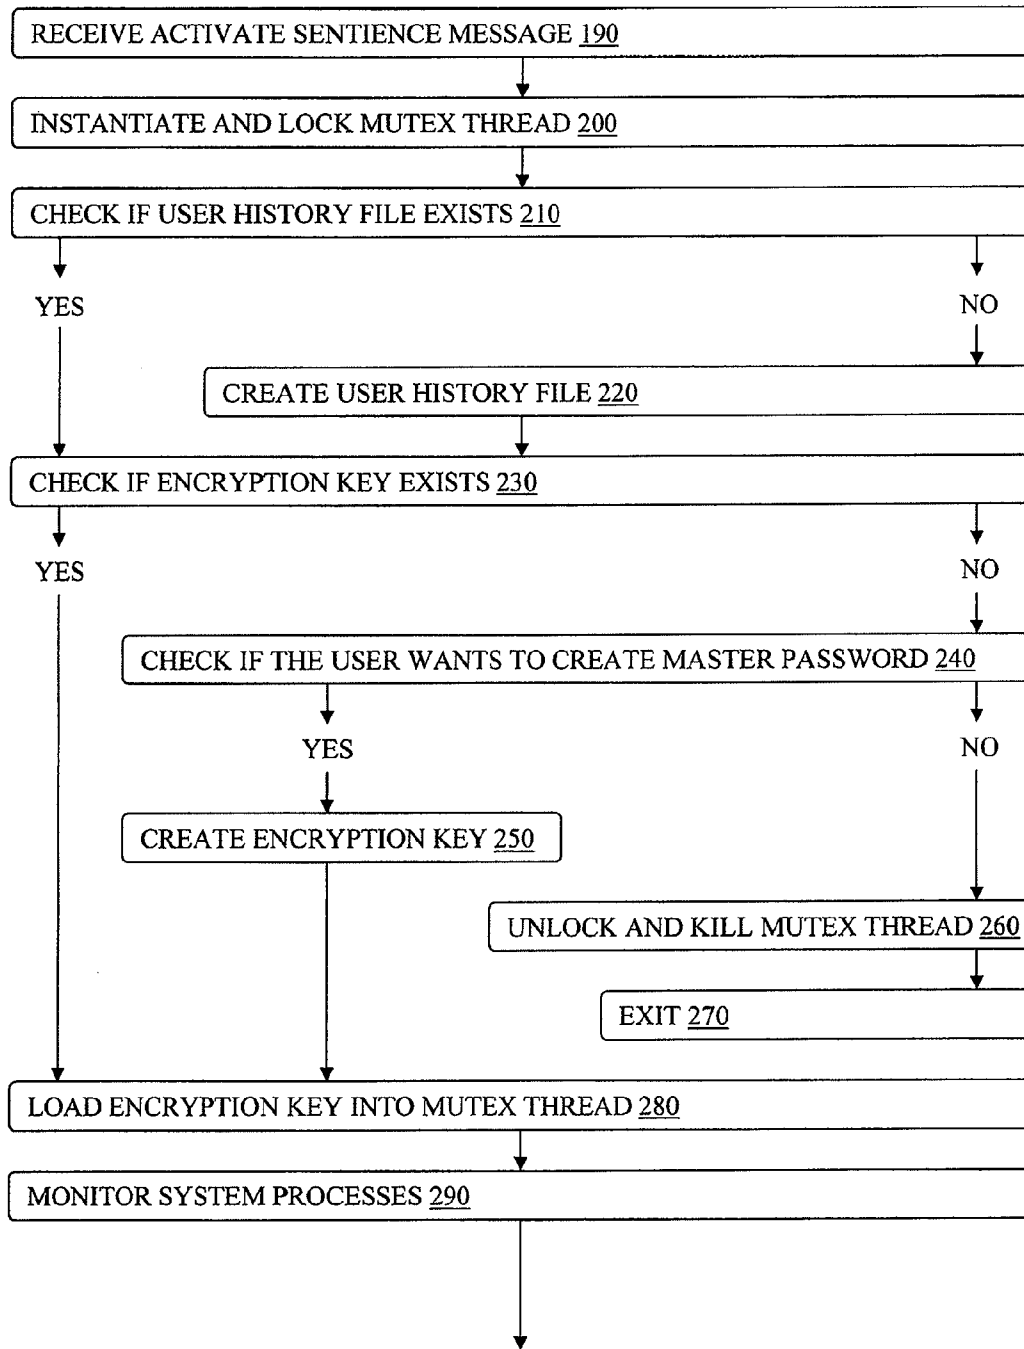 RECEIVE ACTIVATE SENTIENCE MESSAGE 190
INSTANTIATE AND LOCK MUTEX THREAD 200
CHECK IF USER HISTORY FILE EXISTS 210
YES
NO
CREATE USER HISTORY FILE 220
CHECK IF ENCRYPTION KEY EXISTS 230
YES
NO
CHECK IF THE USER WANTS TO CREATE MASTER PASSWORD 240
YES
NO
CREATE ENCRYPTION KEY 250
UNLOCK AND KILL MUTEX THREAD 260
EXIT 270
LOAD ENCRYPTION KEY INTO MUTEX THREAD 280
MONITOR SYSTEM PROCESSES 290